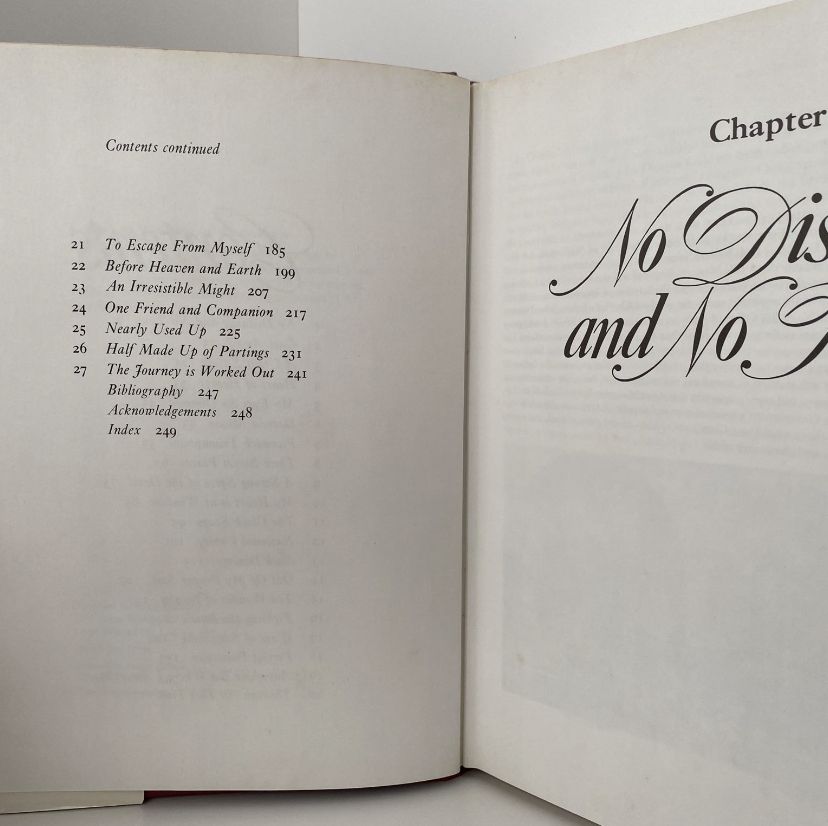 Contents continued
21 To Escape From Myself 185
22 Before Heaven and Earth 199
23 An Irresistible Might 207
24 One Friend and Companion 217
25 Nearly Used Up 225
26 Half Made Up of Partings 231
27 The Journey is Worked Out 241
Bibliography 247
Acknowledgements 248
Index 249
Chapter
No Dis
and No